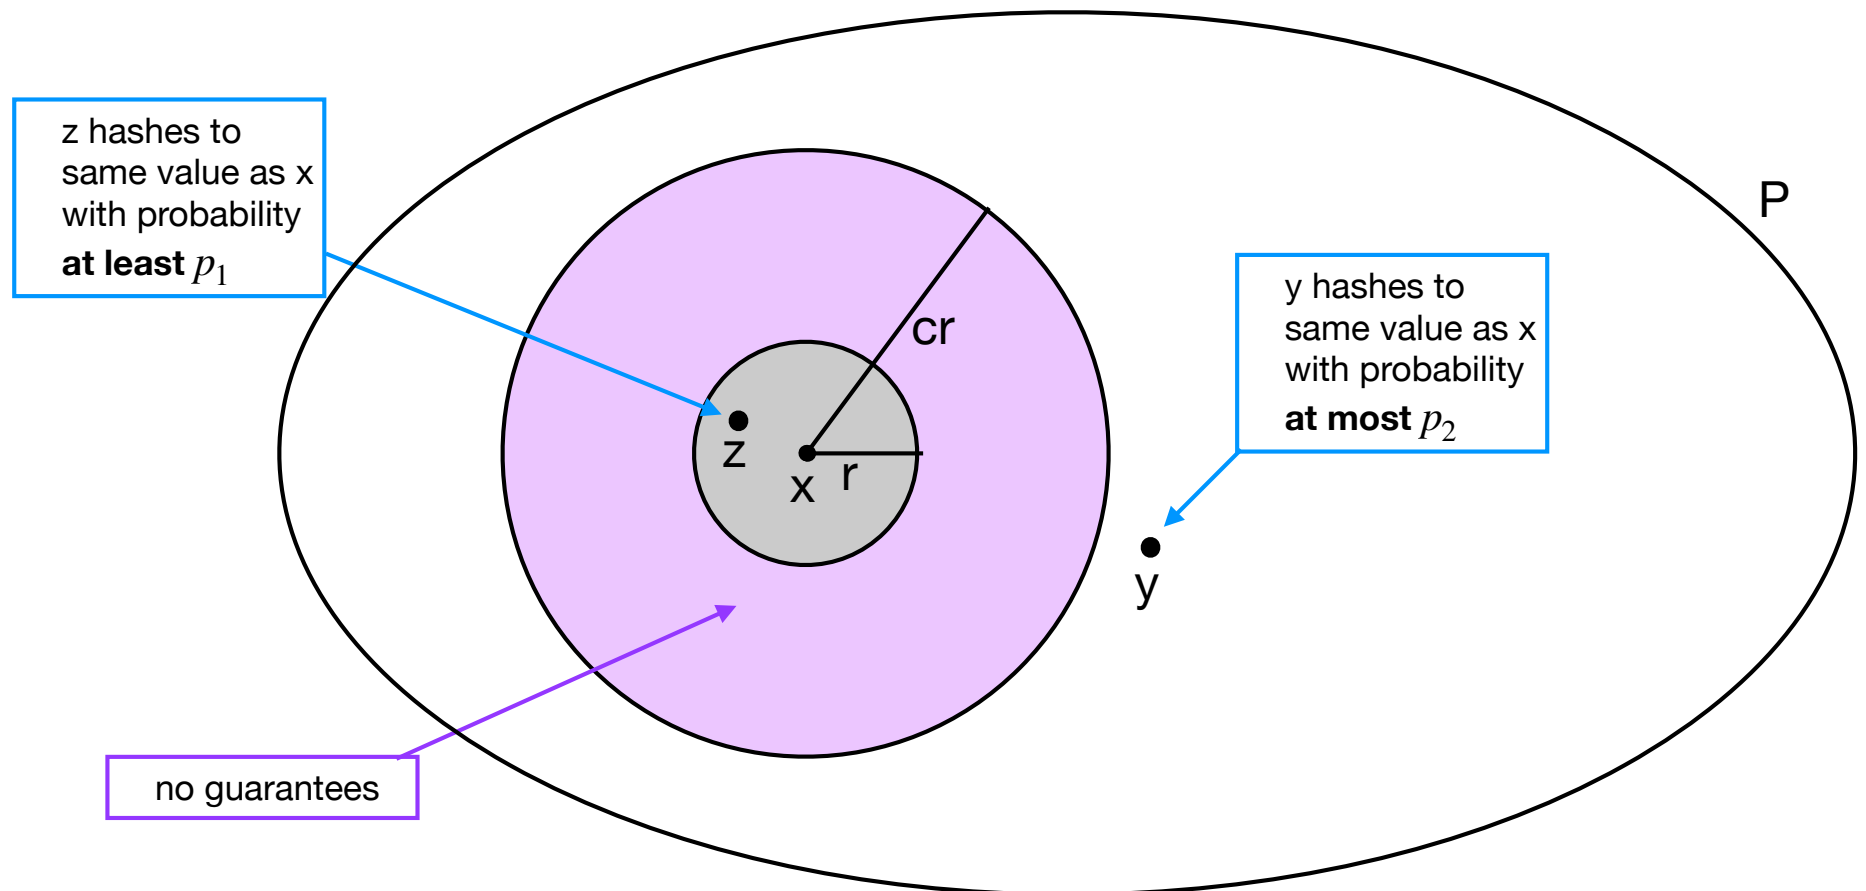 z hashes to
same value as x
with probability
at least p₁
P
y hashes to
same value as x
with probability
at most p₂
cr
z
x
r
y
no guarantees